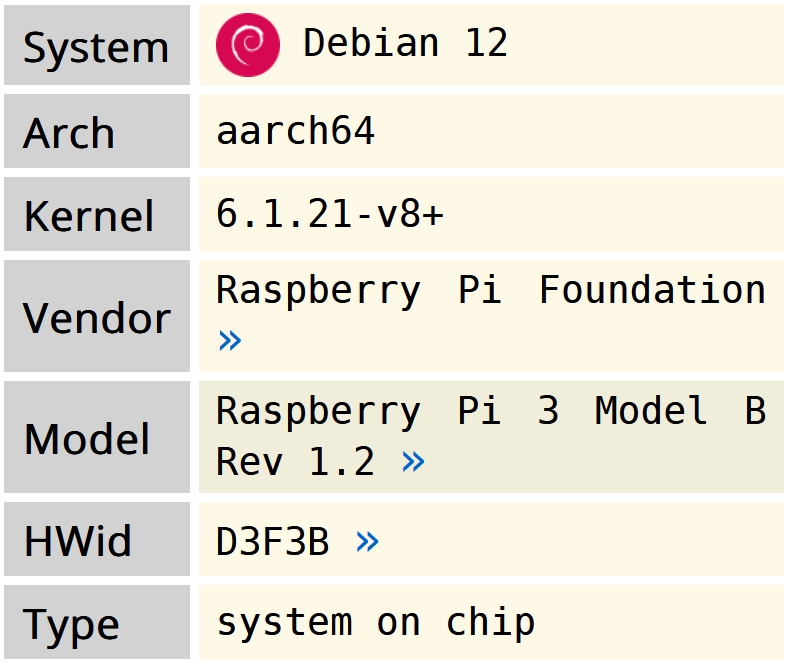 System Debian 12
Arch aarch64
Kernel 6.1.21-v8+
Vendor Raspberry Pi Foundation
»
Model Raspberry Pi 3 Model B
Rev 1.2 »
HWid D3F3B »
Type system on chip